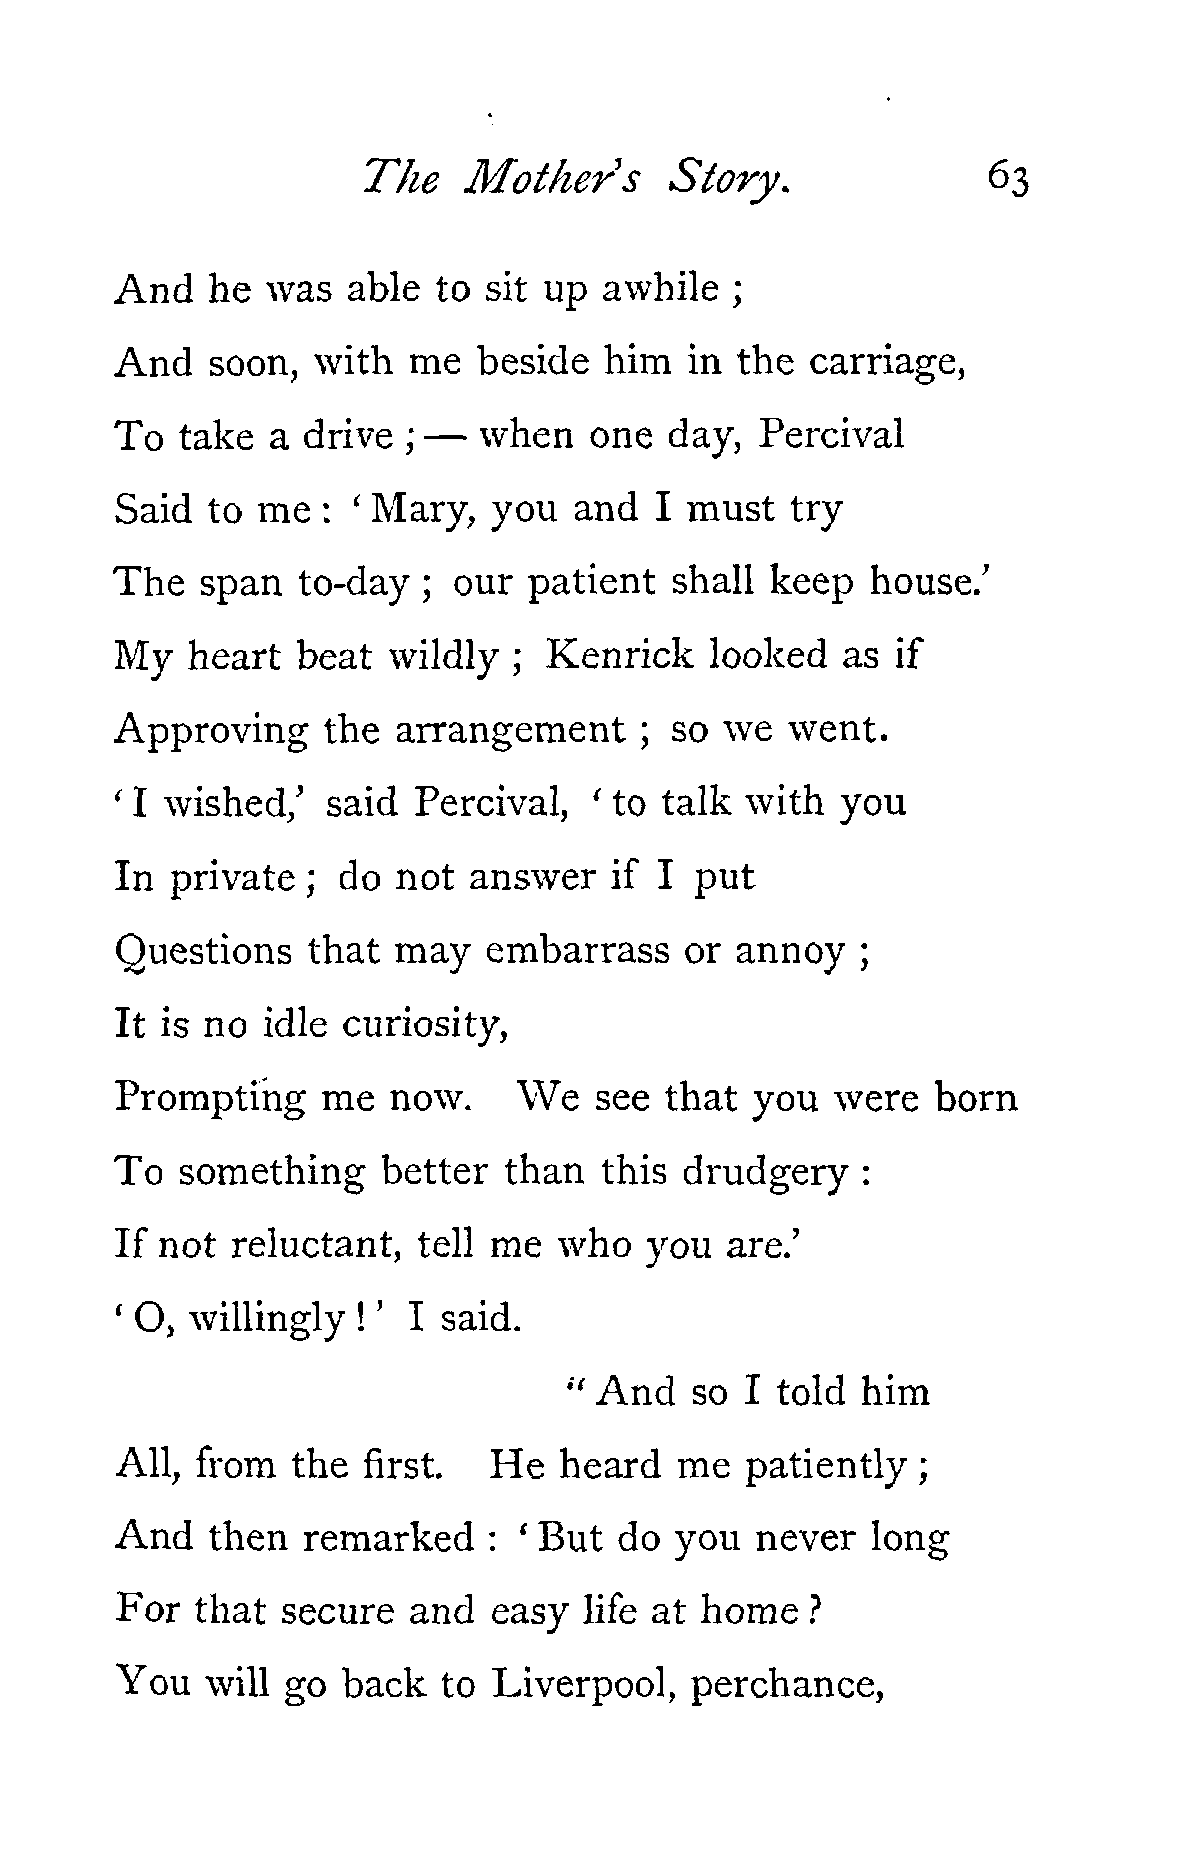 The Mother's Story. 63
And he was able to sit up awhile ;
And soon, with me beside him in the carriage,
To take a drive ; — when one day, Percival
Said to me : ‘ Mary, you and I must try
The span to-day ; our patient shall keep house.’
My heart beat wildly ; Kenrick looked as if
Approving the arrangement ; so we went.
‘ I wished,’ said Percival, ‘ to talk with you
In private ; do not answer if I put
Questions that may embarrass or annoy ;
It is no idle curiosity,
Prompting me now. We see that you were born
To something better than this drudgery :
If not reluctant, tell me who you are.’
‘ O, willingly ! ’ I said.
“ And so I told him
All, from the first. He heard me patiently ;
And then remarked : ‘ But do you never long
For that secure and easy life at home ?
You will go back to Liverpool, perchance,